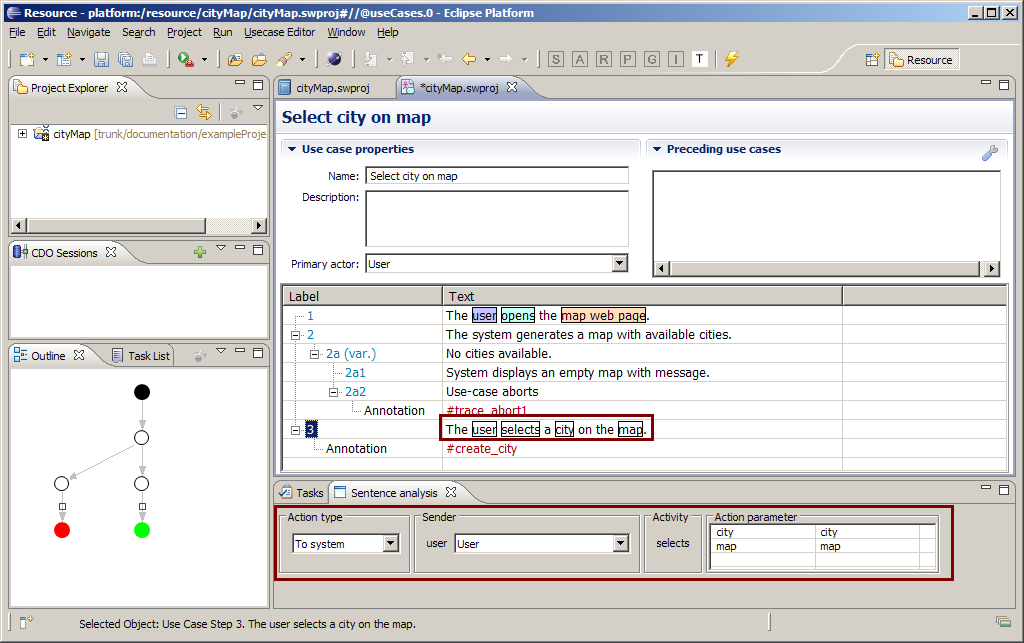 Resource - platform:/resource/cityMap/cityMap.swproj#//@useCases.0 - Eclipse Platform
File Edit Navigate Search Project Run Usecase Editor Window Help
S A R P G I T Resource
Project Explorer
cityMap [trunk/documentation/exampleProje
CDO Sessions
Outline Task List
cityMap.swproj *cityMap.swproj
Select city on map
Use case properties
Name: Select city on map
Description:
Primary actor: User
Preceding use cases
Label Text
1 The user opens the map web page.
2 The system generates a map with available cities.
2a (var.) No cities available.
2a1 System displays an empty map with message.
2a2 Use-case aborts
Annotation #trace_abort1
3 The user selects a city on the map.
Annotation #create_city
Tasks Sentence analysis
Action type Sender Activity Action parameter
To system user User selects
city city
map map
Selected Object: Use Case Step 3. The user selects a city on the map.